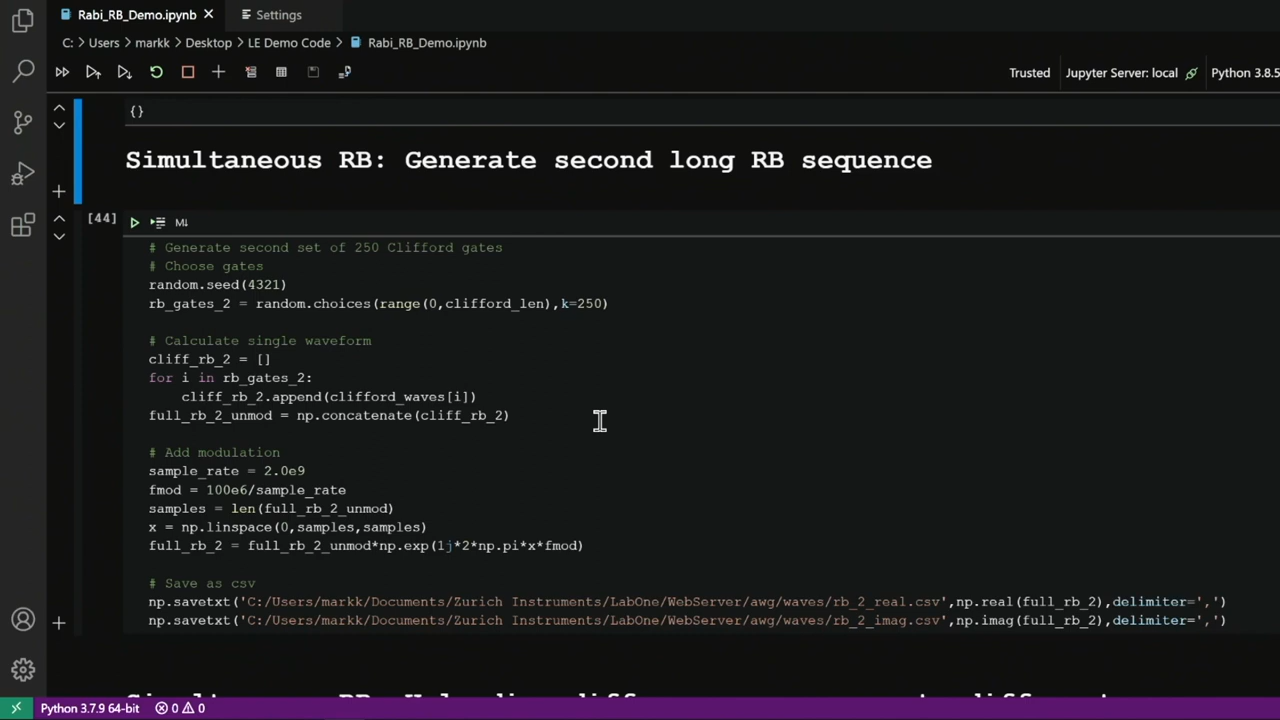 Rabi_RB_Demo.ipynb
Settings
C: > Users > markk > Desktop > LE Demo Code > Rabi_RB_Demo.ipynb
Trusted
Jupyter Server: local
Python 3.8.5
{}
Simultaneous RB: Generate second long RB sequence
[44]
M↓
# Generate second set of 250 Clifford gates
# Choose gates
random.seed(4321)
rb_gates_2 = random.choices(range(0,clifford_len),k=250)
# Calculate single waveform
cliff_rb_2 = []
for i in rb_gates_2:
    cliff_rb_2.append(clifford_waves[i])
full_rb_2_unmod = np.concatenate(cliff_rb_2)
# Add modulation
sample_rate = 2.0e9
fmod = 100e6/sample_rate
samples = len(full_rb_2_unmod)
x = np.linspace(0,samples,samples)
full_rb_2 = full_rb_2_unmod*np.exp(1j*2*np.pi*x*fmod)
# Save as csv
np.savetxt('C:/Users/markk/Documents/Zurich Instruments/LabOne/WebServer/awg/waves/rb_2_real.csv',np.real(full_rb_2),delimiter=',')
np.savetxt('C:/Users/markk/Documents/Zurich Instruments/LabOne/WebServer/awg/waves/rb_2_imag.csv',np.imag(full_rb_2),delimiter=',')
Python 3.7.9 64-bit
0
0